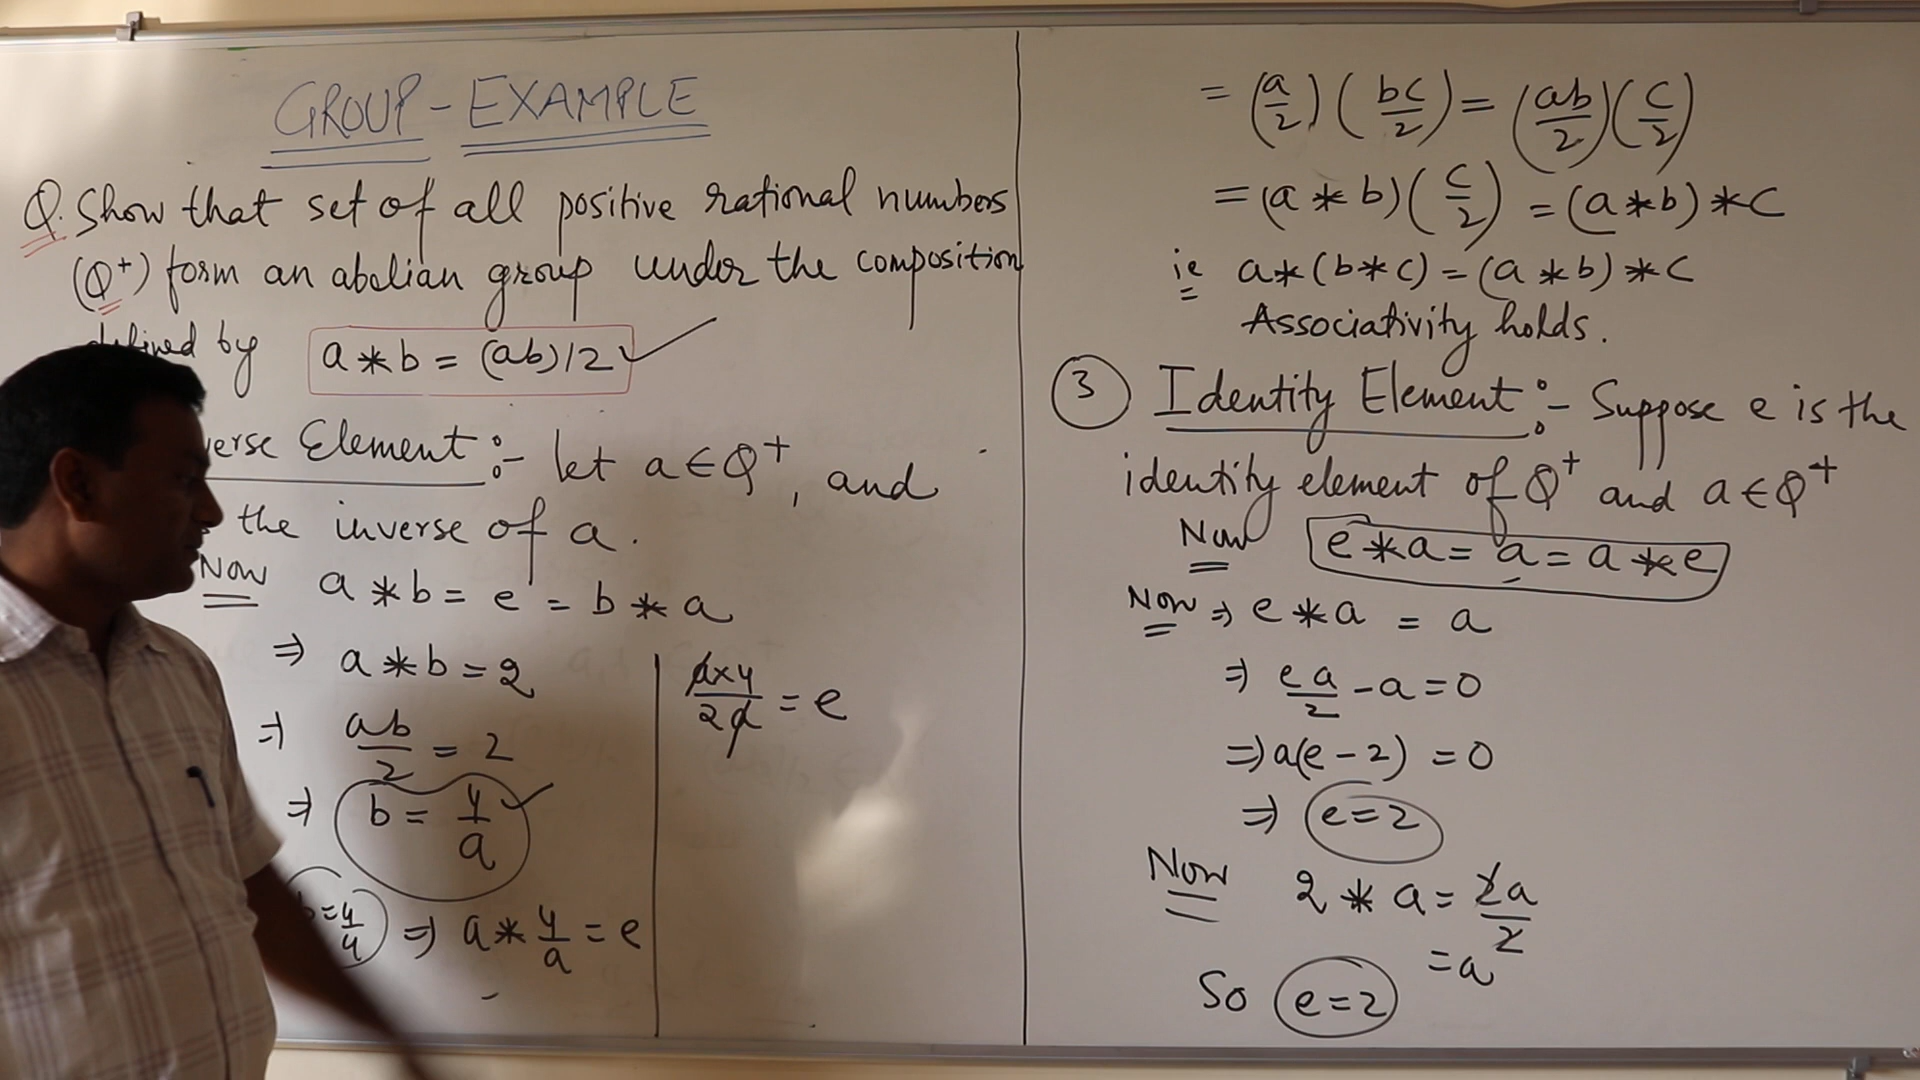 GROUP - EXAMPLE
Q. Show that set of all positive rational numbers
(Q⁺) form an abelian group under the composition
defined by a * b = (ab)/2 ✓
verse Element :- let a ∈ Q⁺, and
the inverse of a.
Now a * b = e = b * a
⇒ a * b = 2
⇒ ab/2 = 2
⇒ b = 4/a ✓
b = 4/4 ⇒ a * 4/a = e
a×4/2a = e
= (a/2) (bc/2) = (ab/2) (c/2)
= (a * b) (c/2) = (a * b) * c
ie a * (b * c) = (a * b) * c
Associativity holds.
3 Identity Element :- Suppose e is the
identity element of Q⁺ and a ∈ Q⁺
Now e * a = a = a * e
Now ⇒ e * a = a
⇒ ea/2 - a = 0
⇒ a(e - 2) = 0
⇒ e = 2
Now 2 * a = 2a/2
= a
So e = 2